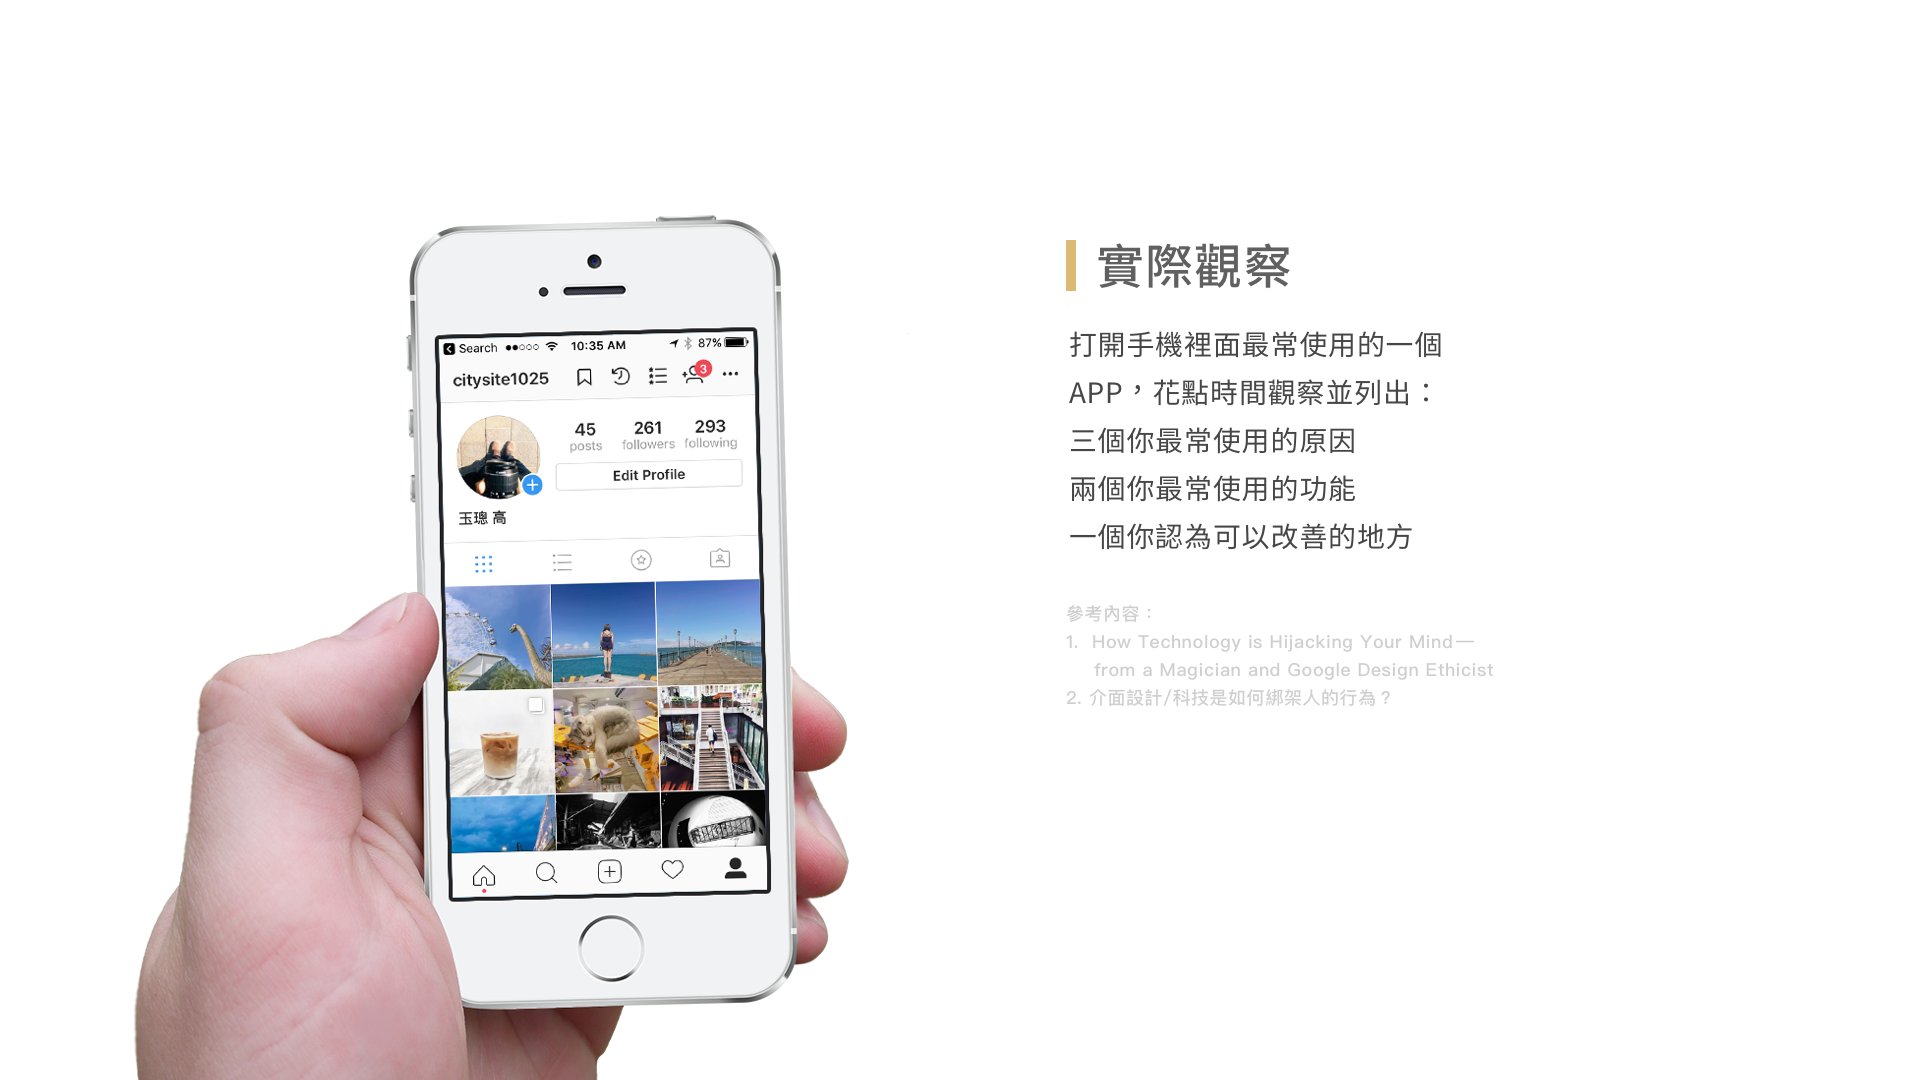 Search
10:35 AM
87%
citysite1025
3
45
261
293
posts
followers
following
Edit Profile
玉璁 高
實際觀察
打開手機裡面最常使用的一個
APP，花點時間觀察並列出：
三個你最常使用的原因
兩個你最常使用的功能
一個你認為可以改善的地方
參考內容：
1. How Technology is Hijacking Your Mind—
from a Magician and Google Design Ethicist
2. 介面設計/科技是如何綁架人的行為？